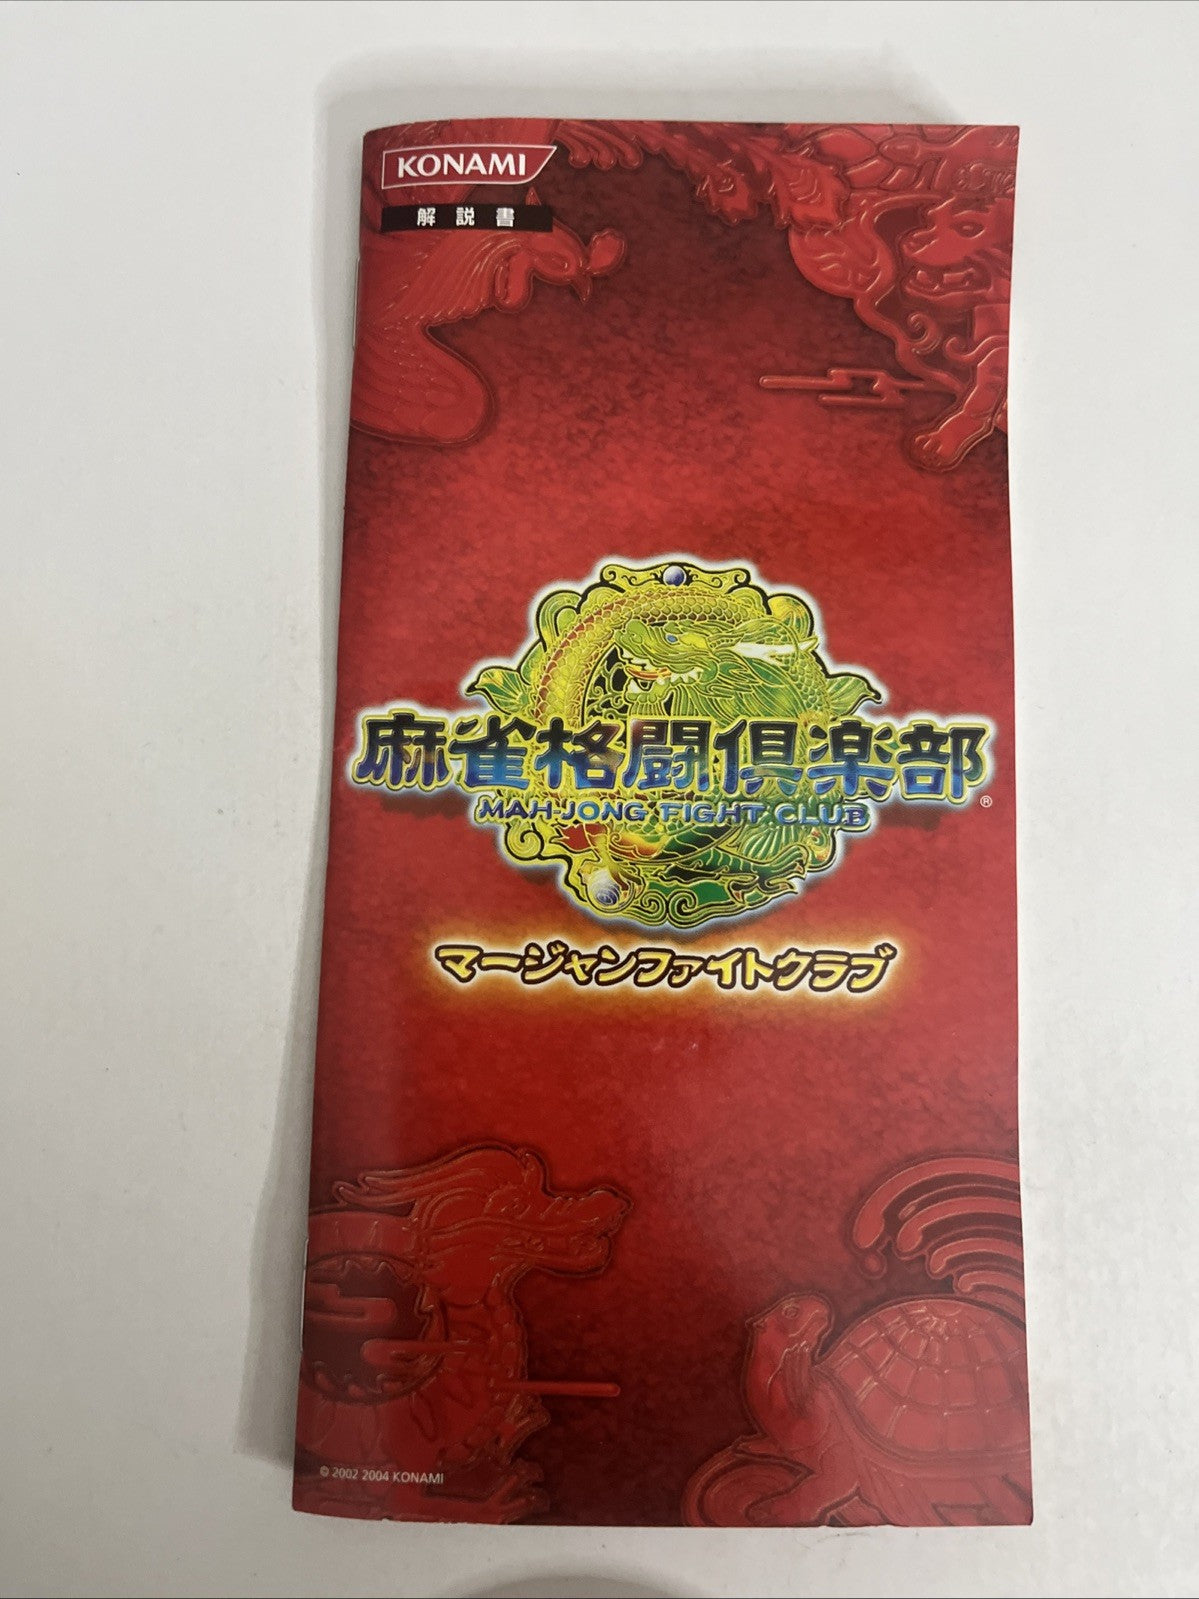 KONAMI
解説書
麻雀格闘倶楽部®
MAH-JONG FIGHT CLUB
マージャンファイトクラブ
© 2002 2004 KONAMI